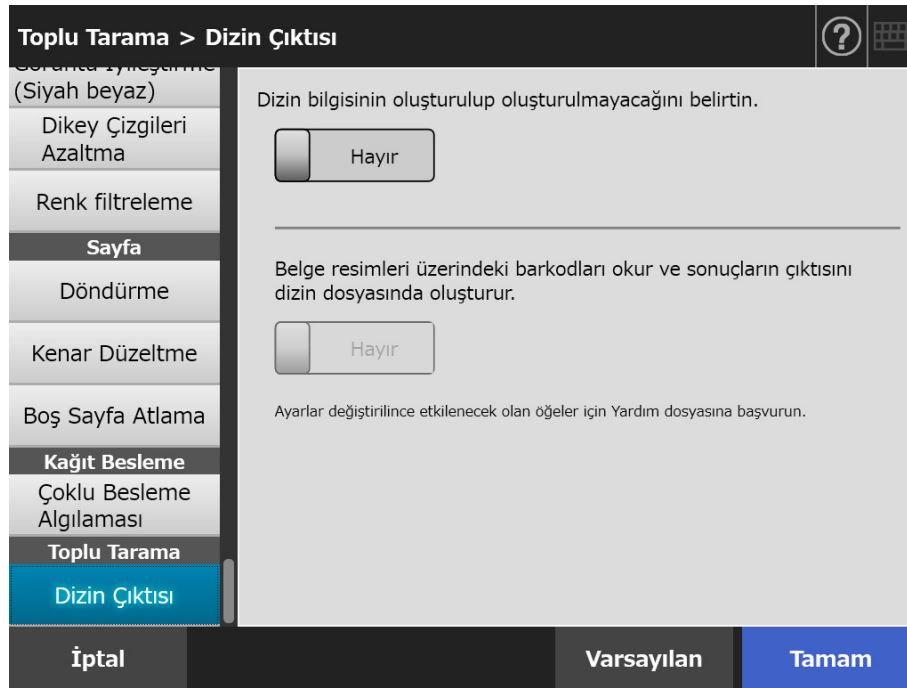 Toplu Tarama > Dizin Çıktısı
?
(Siyah beyaz)
Dikey Çizgileri
Azaltma
Renk filtreleme
Sayfa
Döndürme
Kenar Düzeltme
Boş Sayfa Atlama
Kağıt Besleme
Çoklu Besleme
Algılaması
Toplu Tarama
Dizin Çıktısı
Dizin bilgisinin oluşturulup oluşturulmayacağını belirtin.
Hayır
Belge resimleri üzerindeki barkodları okur ve sonuçların çıktısını
dizin dosyasında oluşturur.
Hayır
Ayarlar değiştirilince etkilenecek olan öğeler için Yardım dosyasına başvurun.
İptal
Varsayılan
Tamam